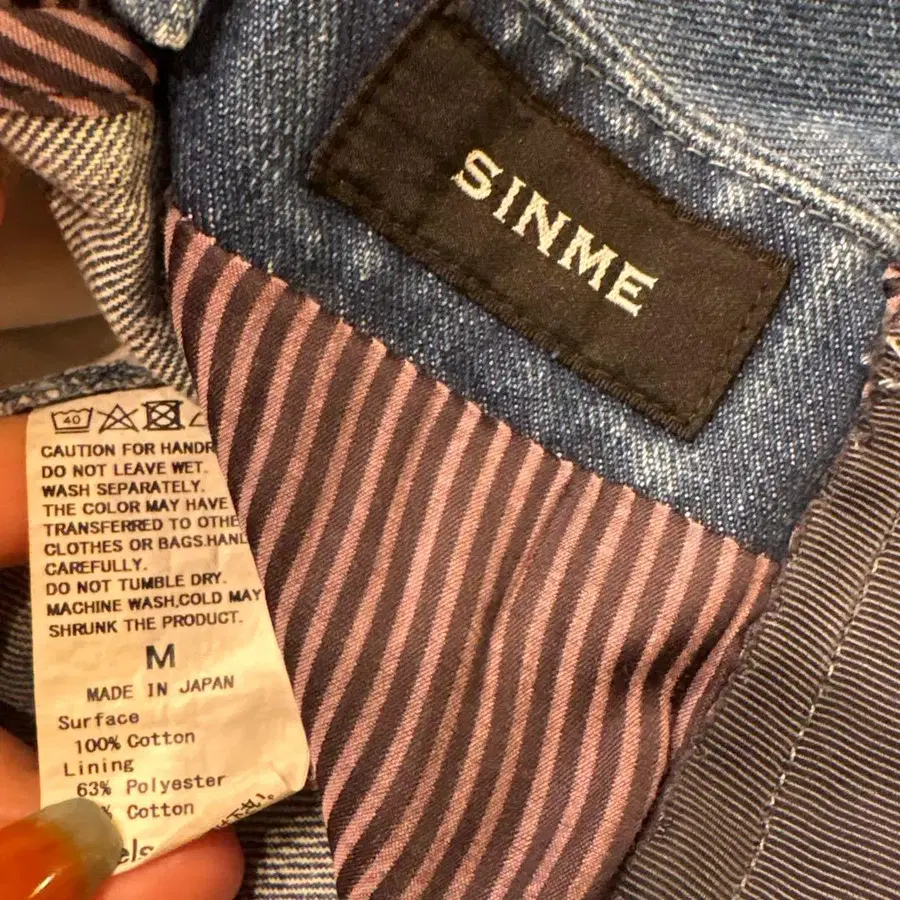 SINME
40
CAUTION FOR HANDR
DO NOT LEAVE WET.
WASH SEPARATELY.
THE COLOR MAY HAVE
TRANSFERRED TO OTHE
CLOTHES OR BAGS.HANL
CAREFULLY.
DO NOT TUMBLE DRY.
MACHINE WASH,COLD MAY
SHRUNK THE PRODUCT.
M
MADE IN JAPAN
Surface
100% Cotton
Lining
63% Polyester
% Cotton
els